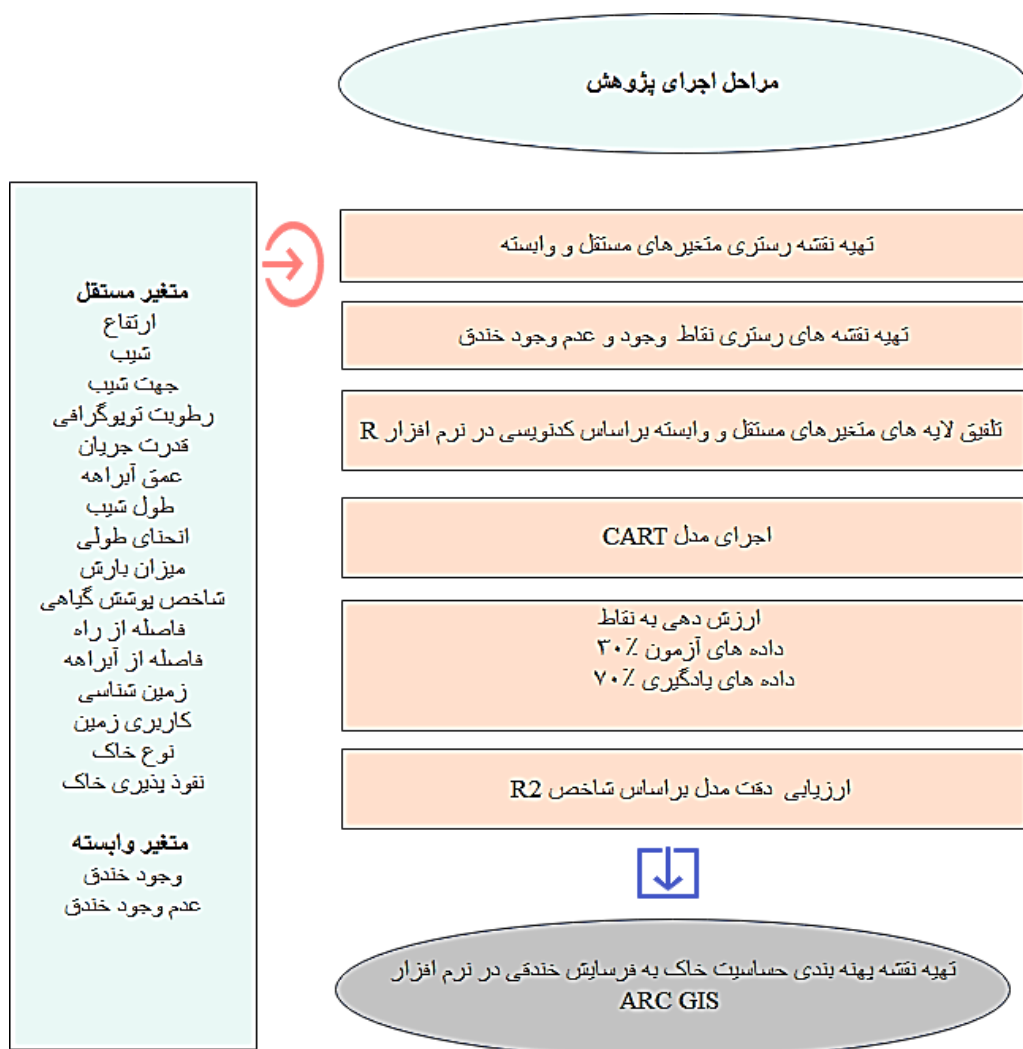 مراحل اجرای پژوهش
تهیه نقشه رستری متغیرهای مستقل و وابسته
تهیه نقشه های رستری نقاط وجود و عدم وجود خندق
تلفیق لایه های متغیرهای مستقل و وابسته براساس کدنویسی در نرم افزار R
اجرای مدل CART
ارزش دهی به نقاط
داده های آزمون ۳۰٪
داده های یادگیری ۷۰٪
ارزیابی دقت مدل براساس شاخص R2
تهیه نقشه پهنه بندی حساسیت خاک به فرسایش خندقی در نرم افزار
ARC GIS
متغیر مستقل
ارتفاع
شیب
جهت شیب
رطوبت توپوگرافی
قدرت جریان
عمق آبراهه
طول شیب
انحنای طولی
میزان بارش
شاخص پوشش گیاهی
فاصله از راه
فاصله از آبراهه
زمین شناسی
کاربری زمین
نوع خاک
نفوذ پذیری خاک
متغیر وابسته
وجود خندق
عدم وجود خندق